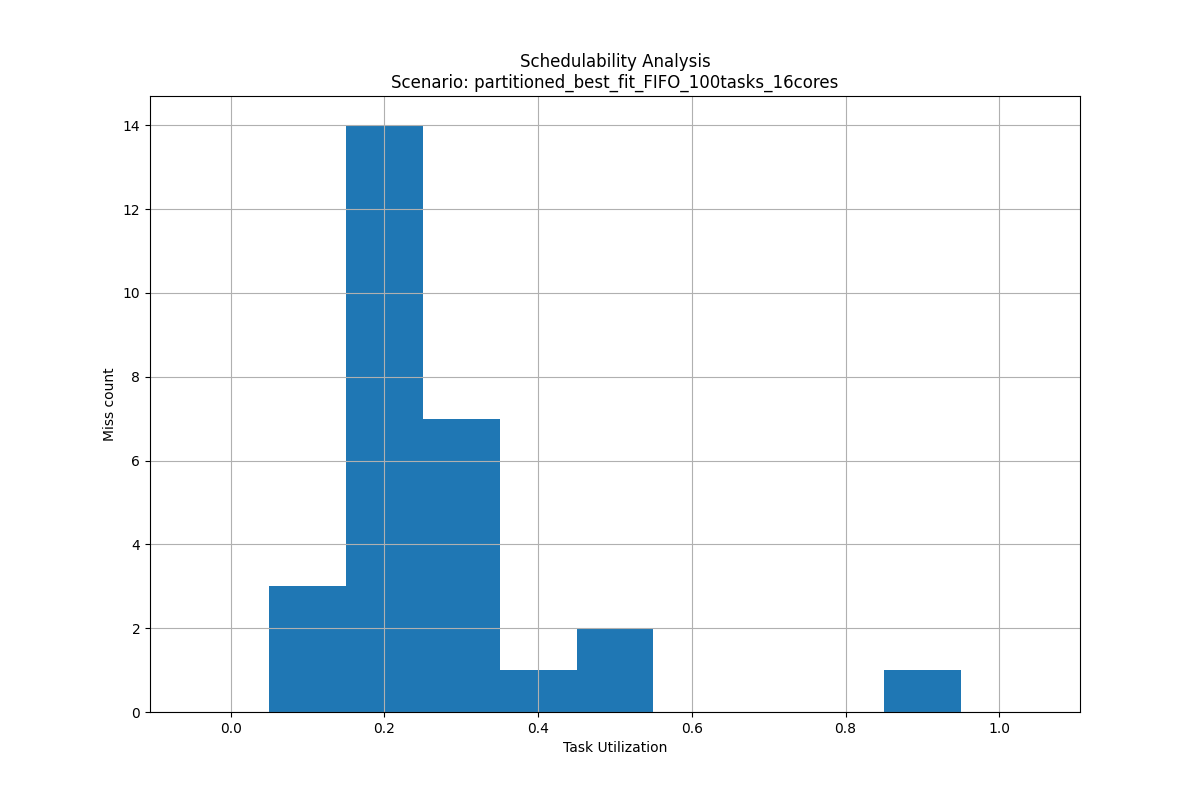 Schedulability Analysis
Scenario: partitioned_best_fit_FIFO_100tasks_16cores
14
12
10
8
6
4
2
0
Miss count
0.0 0.2 0.4 0.6 0.8 1.0
Task Utilization